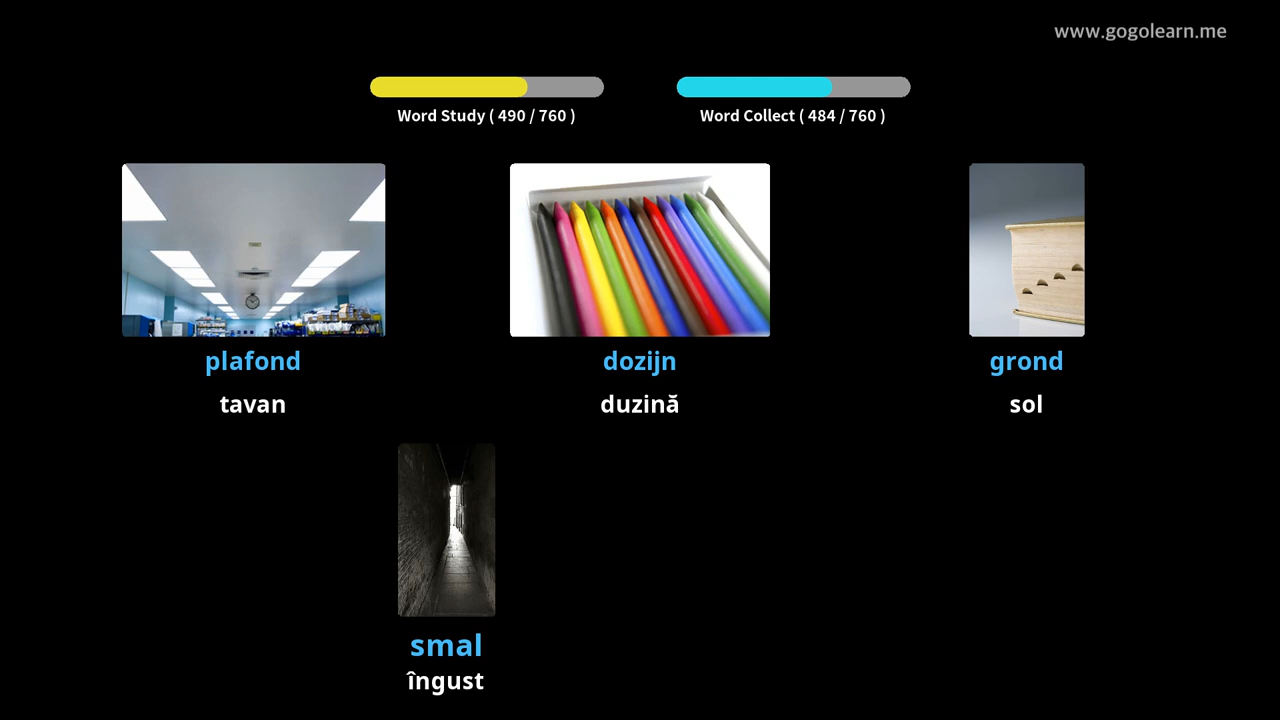 www.gogolearn.me
Word Study ( 490 / 760 )
Word Collect ( 484 / 760 )
plafond
tavan
dozijn
duzină
grond
sol
smal
îngust